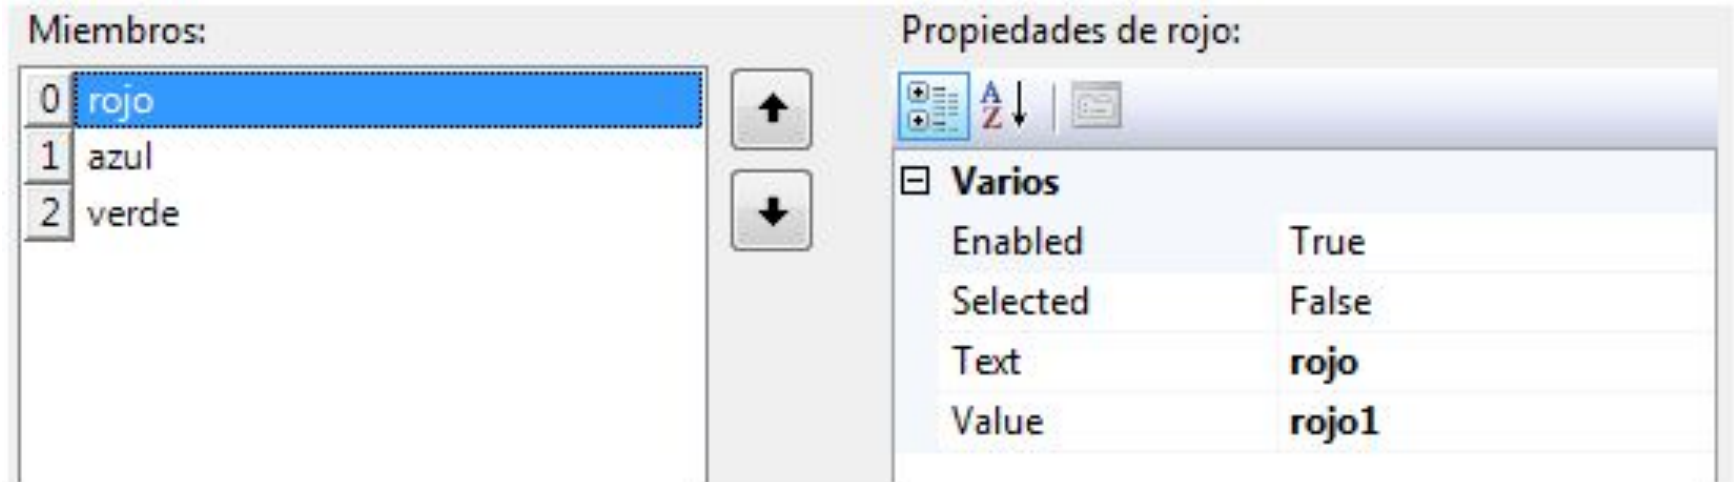 Miembros:
0 rojo
1 azul
2 verde
Propiedades de rojo:
A
Z
Varios
Enabled True
Selected False
Text rojo
Value rojo1